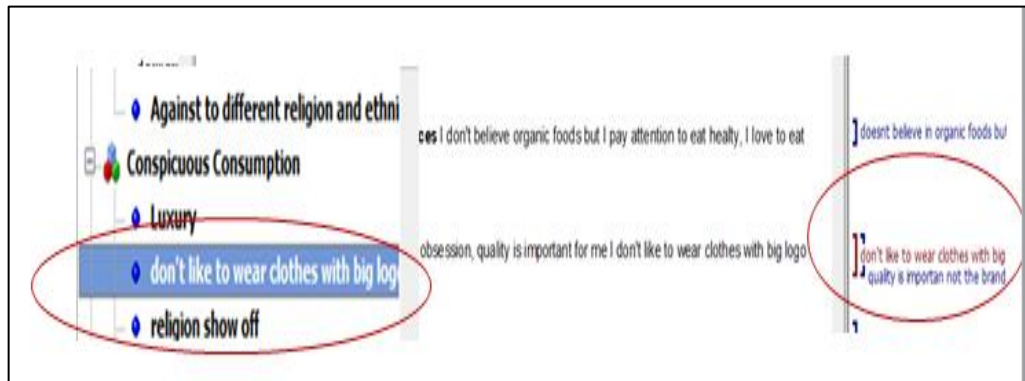 Against to different religion and ethni
Conspicuous Consumption
Luxury
don't like to wear clothes with big log
religion show off
ces I don't believe organic foods but I pay attention to eat healty, I love to eat
obsession, quality is important for me I don't like to wear clothes with big logo
doesnt believe in organic foods but
don't like to wear clothes with big
quality is importan not the brand